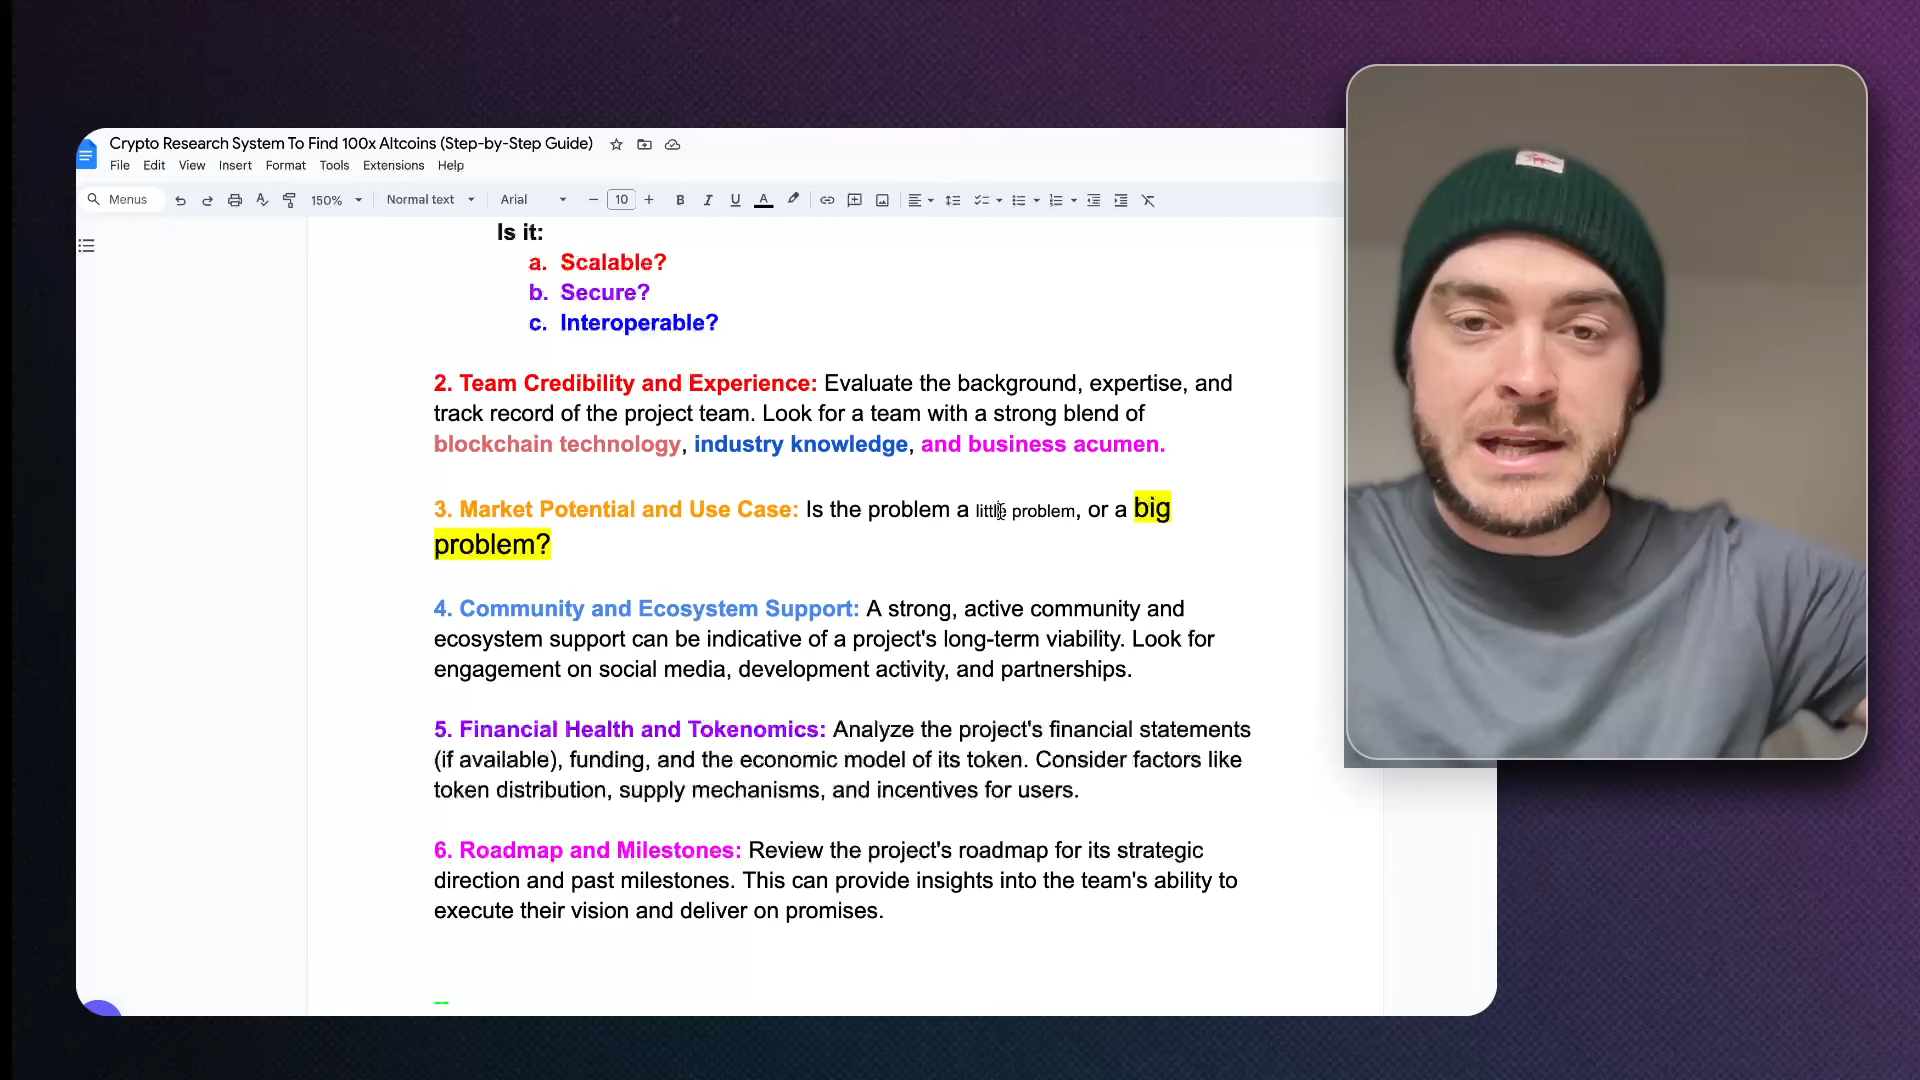 Crypto Research System To Find 100x Altcoins (Step-by-Step Guide)
File Edit View Insert Format Tools Extensions Help
Menus 150% Normal text Arial 10
Is it:
a. Scalable?
b. Secure?
c. Interoperable?
2. Team Credibility and Experience: Evaluate the background, expertise, and
track record of the project team. Look for a team with a strong blend of
blockchain technology, industry knowledge, and business acumen.
3. Market Potential and Use Case: Is the problem a little problem, or a big
problem?
4. Community and Ecosystem Support: A strong, active community and
ecosystem support can be indicative of a project's long-term viability. Look for
engagement on social media, development activity, and partnerships.
5. Financial Health and Tokenomics: Analyze the project's financial statements
(if available), funding, and the economic model of its token. Consider factors like
token distribution, supply mechanisms, and incentives for users.
6. Roadmap and Milestones: Review the project's roadmap for its strategic
direction and past milestones. This can provide insights into the team's ability to
execute their vision and deliver on promises.
--